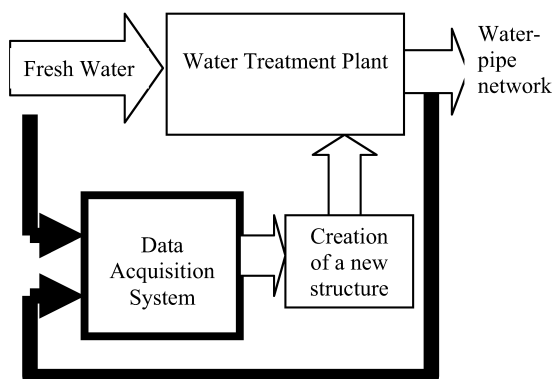 Fresh Water
Water Treatment Plant
Water-
pipe
network
Data
Acquisition
System
Creation
of a new
structure